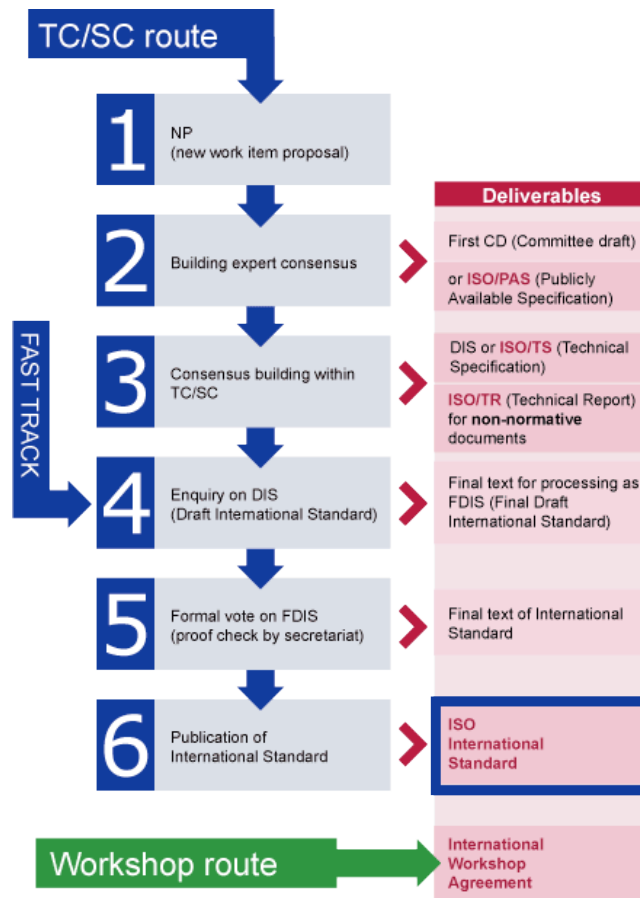 TC/SC route
1
NP
(new work item proposal)
Deliverables
2
Building expert consensus
First CD (Committee draft)
or ISO/PAS (Publicly
Available Specification)
FAST TRACK
3
Consensus building within
TC/SC
DIS or ISO/TS (Technical
Specification)
ISO/TR (Technical Report)
for non-normative
documents
4
Enquiry on DIS
(Draft International Standard)
Final text for processing as
FDIS (Final Draft
International Standard)
5
Formal vote on FDIS
(proof check by secretariat)
Final text of International
Standard
6
Publication of
International Standard
ISO
International
Standard
Workshop route
International
Workshop
Agreement